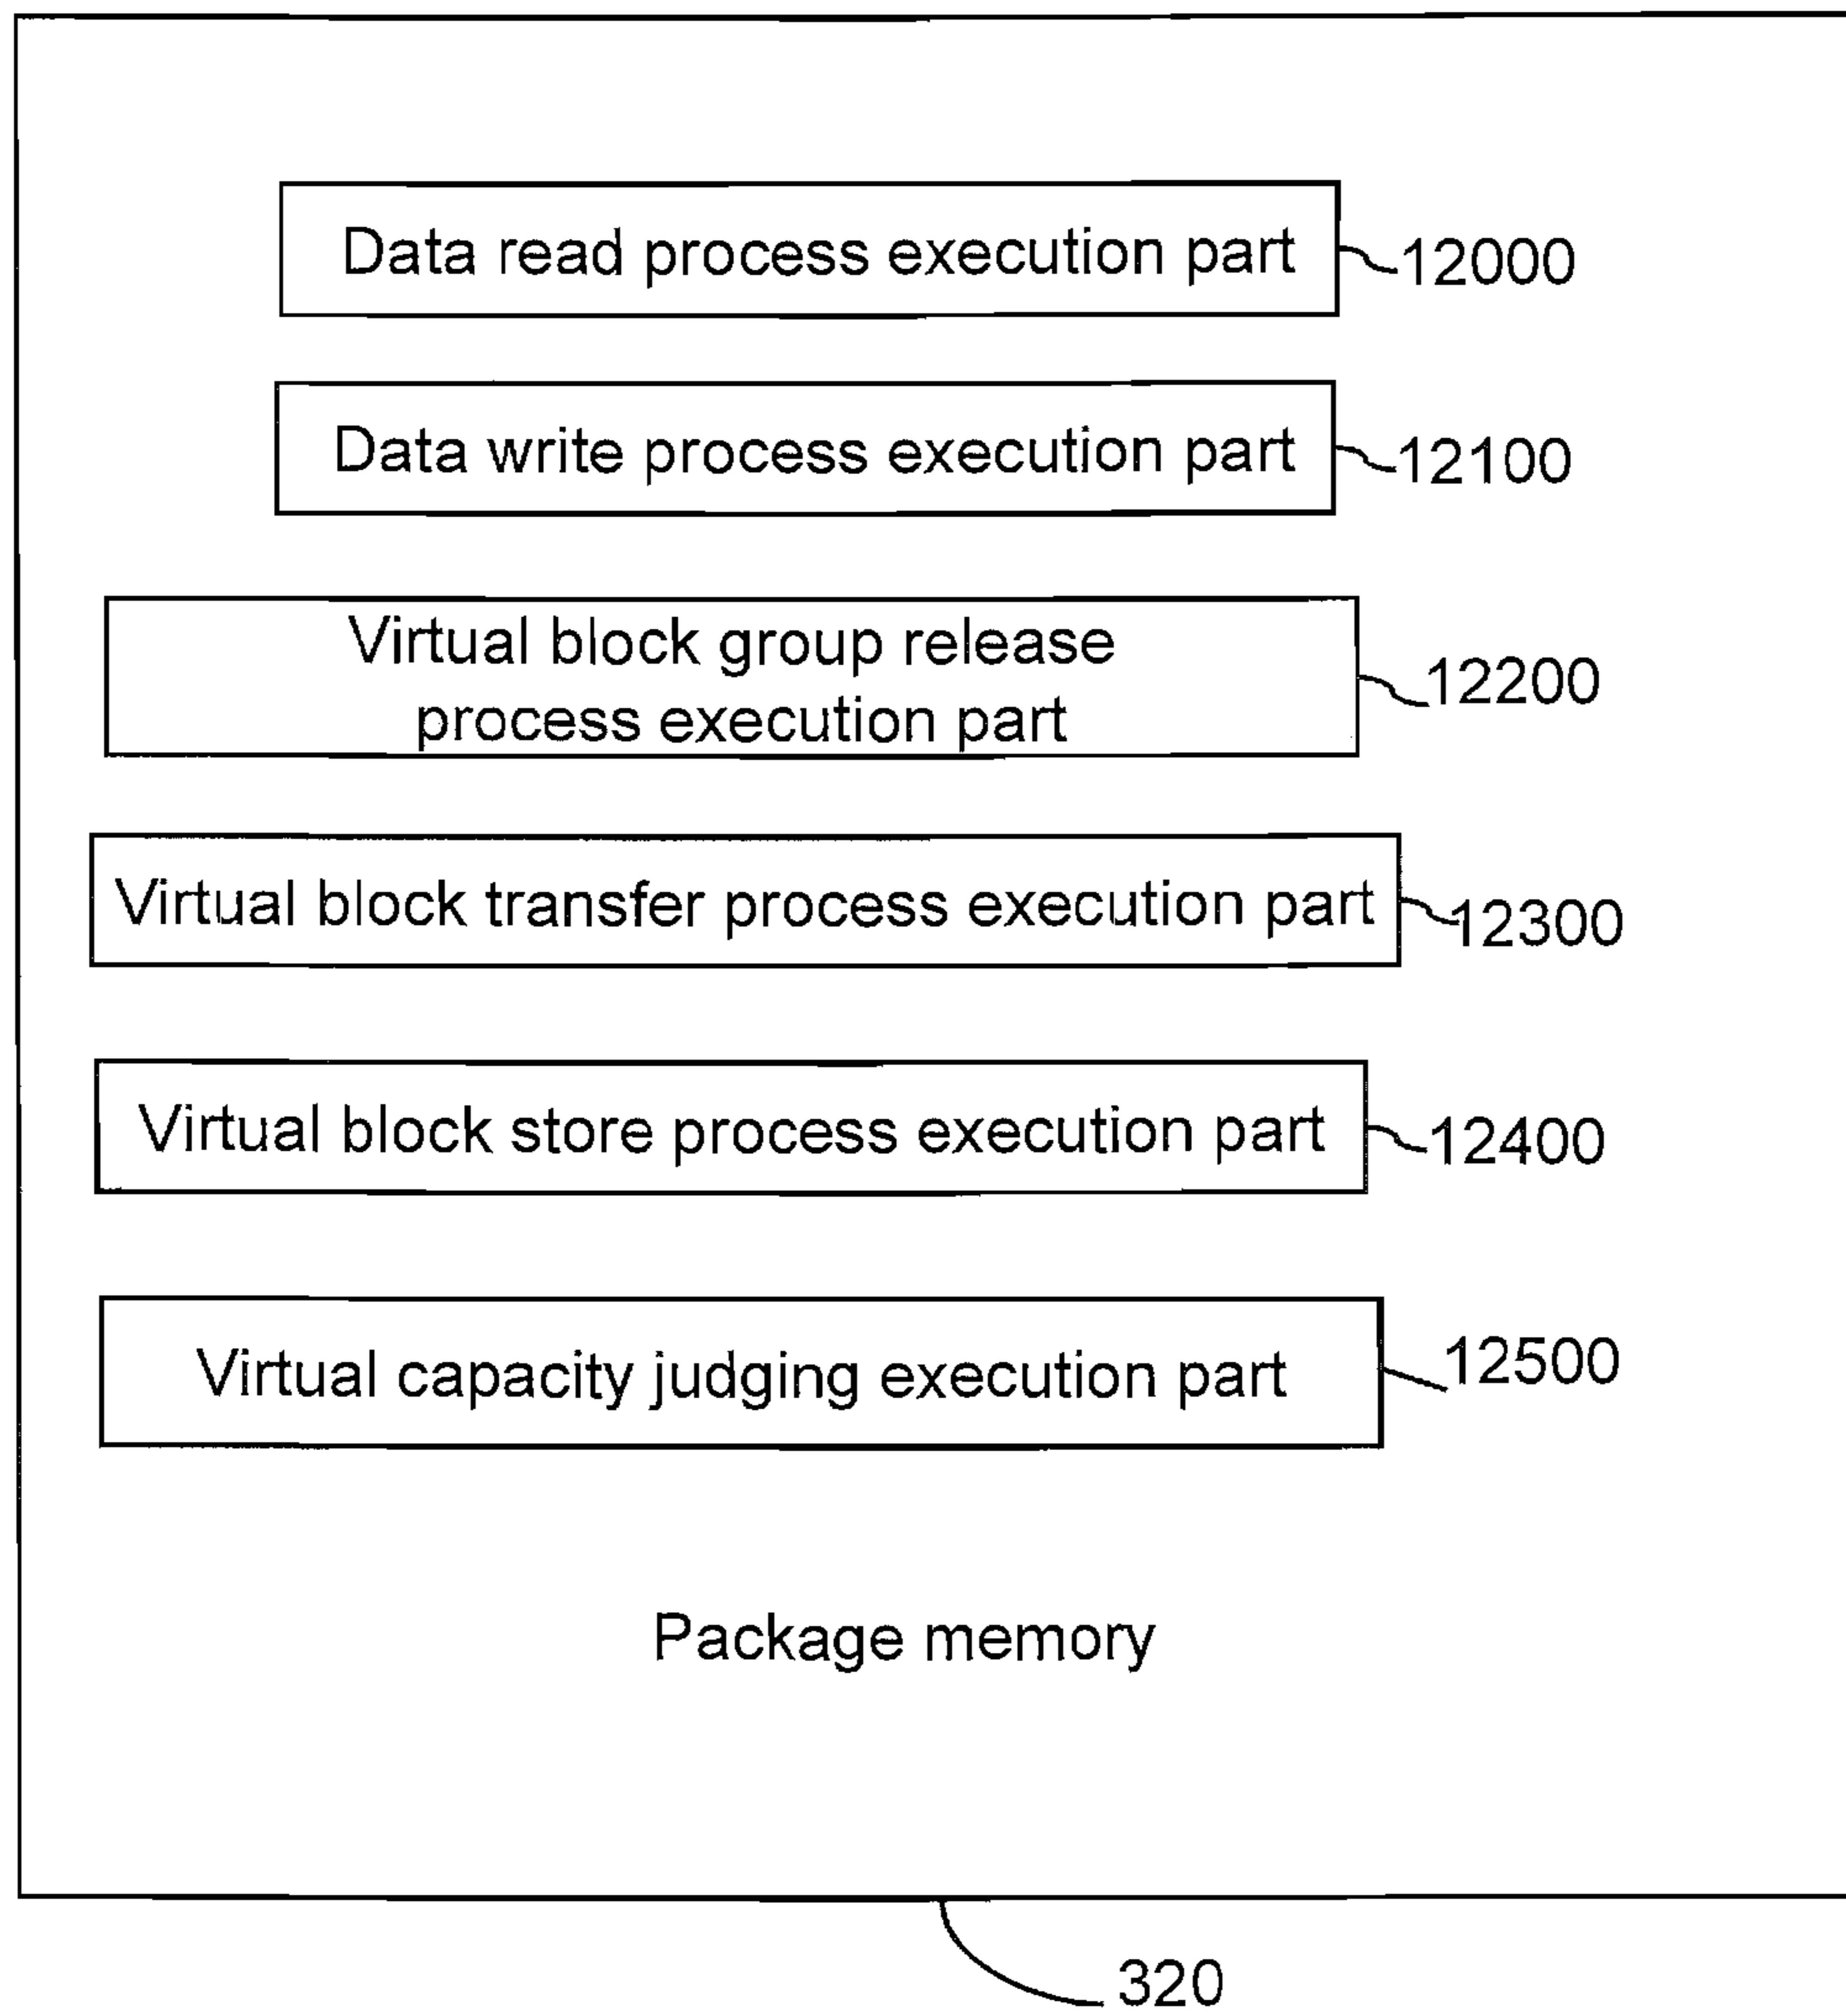 Data read process execution part
12000
Data write process execution part
12100
Virtual block group release
process execution part
12200
Virtual block transfer process execution part
12300
Virtual block store process execution part
12400
Virtual capacity judging execution part
12500
Package memory
320